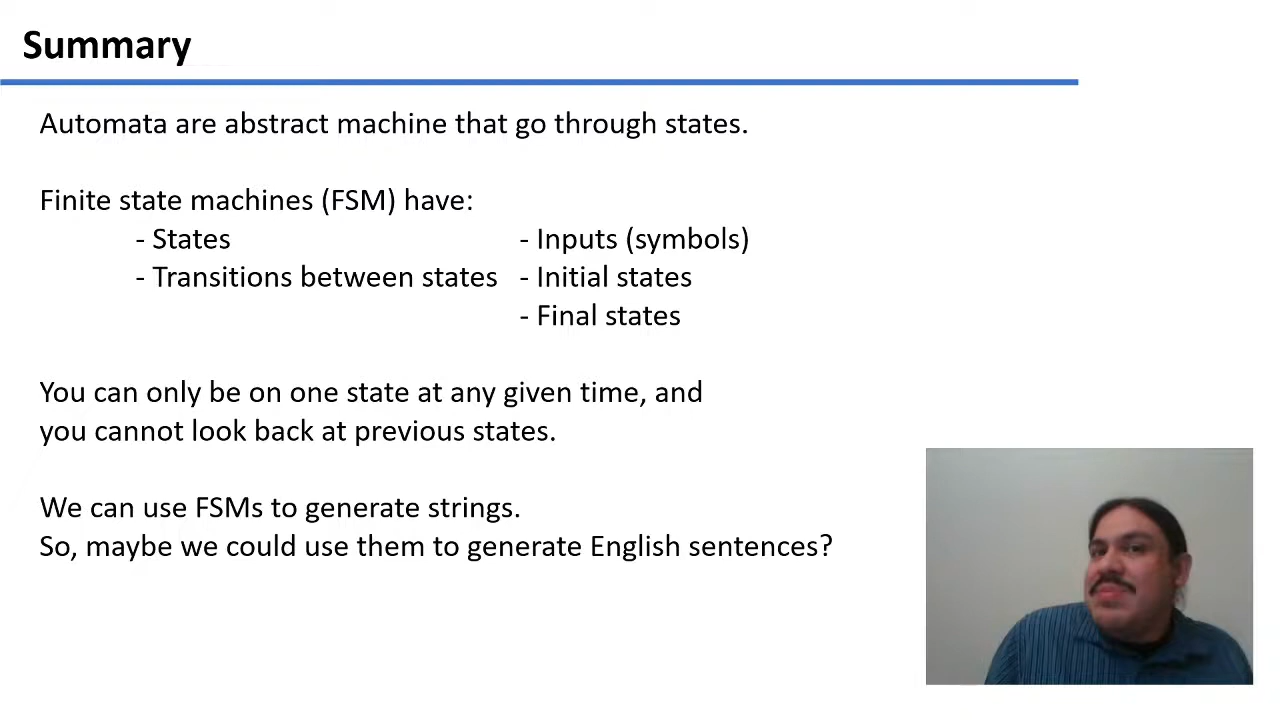 Summary
Automata are abstract machine that go through states.
Finite state machines (FSM) have:
- States
- Inputs (symbols)
- Transitions between states
- Initial states
- Final states
You can only be on one state at any given time, and
you cannot look back at previous states.
We can use FSMs to generate strings.
So, maybe we could use them to generate English sentences?